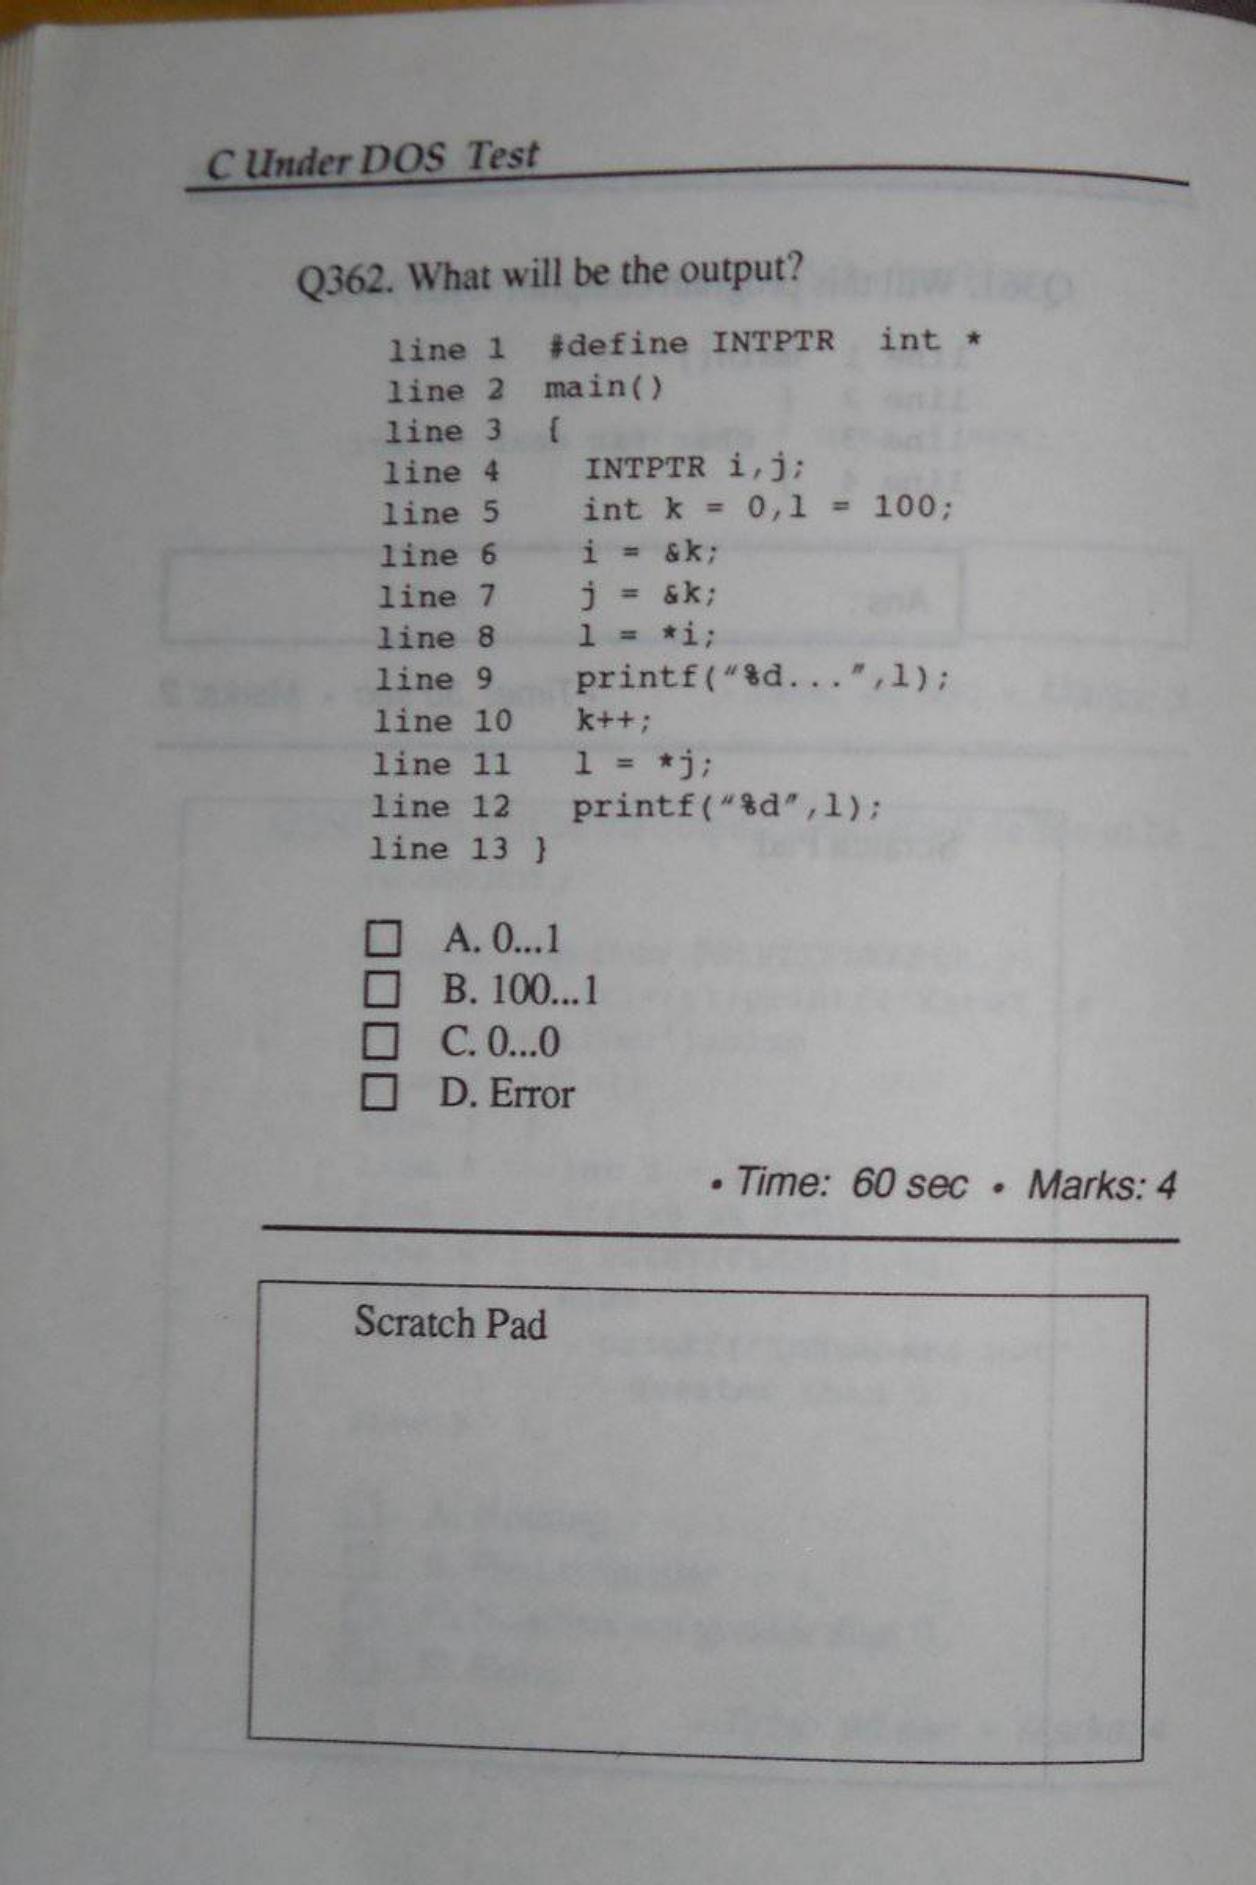 C Under DOS Test
Q362. What will be the output?
line 1 #define INTPTR int *
line 2 main()
line 3 {
line 4 INTPTR i,j;
line 5 int k = 0,l = 100;
line 6 i = &k;
line 7 j = &k;
line 8 l = *i;
line 9 printf("%d...",l);
line 10 k++;
line 11 l = *j;
line 12 printf("%d",l);
line 13 }
A. 0...1
B. 100...1
C. 0...0
D. Error
• Time: 60 sec • Marks: 4
Scratch Pad